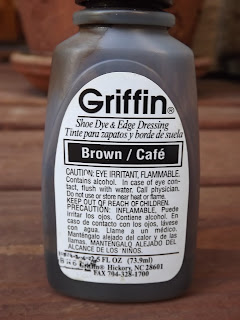 Griffin®
Shoe Dye & Edge Dressing
Tinte para zapatos y borde de suela
Brown / Café
CAUTION: EYE IRRITANT, FLAMMABLE.
Contains alcohol. In case of eye con-
tact, flush with water. Call physician.
Do not use or store near heat or flame.
KEEP OUT OF REACH OF CHILDREN.
PRECAUCION: INFLAMABLE. Puede
irritar los ojos. Contiene alcohol. En
caso de contacto con los ojos, lávese
con agua. Llame a un médico.
Manténgalo alejado del calor y de las
llamas. MANTENGALO ALEJADO DEL
ALCANCE DE LOS NIÑOS.
2.5 FL OZ (73.9ml)
Hickory, NC 28601
FAX 704-328-1700